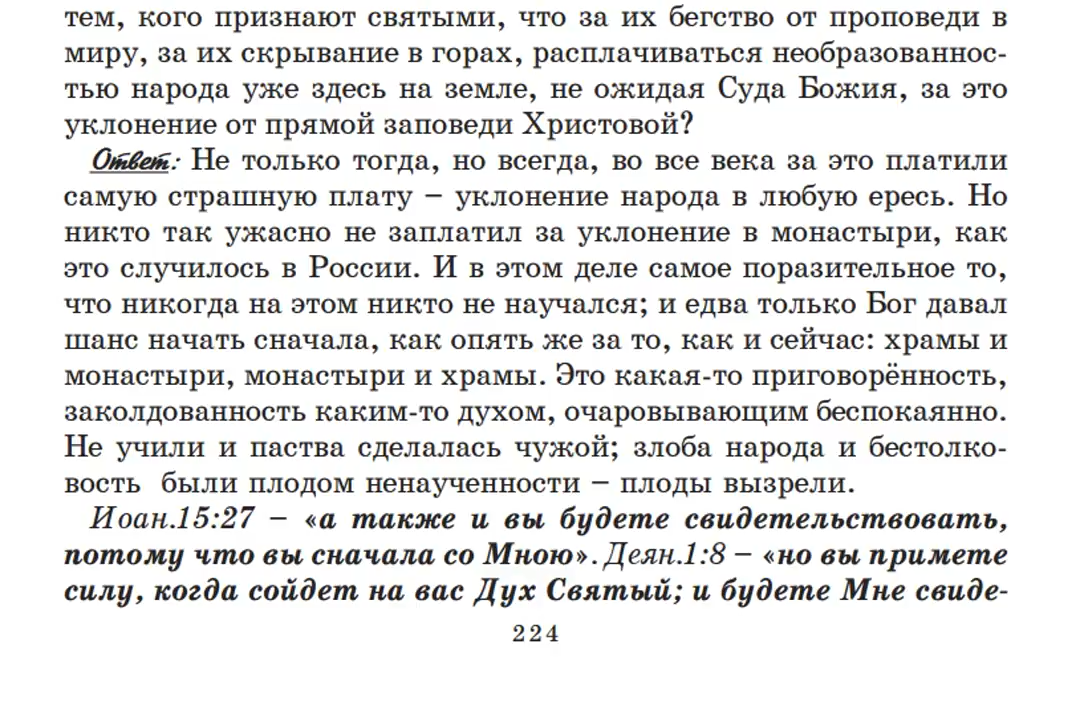 тем, кого признают святыми, что за их бегство от проповеди в
миру, за их скрывание в горах, расплачиваться необразованнос-
тью народа уже здесь на земле, не ожидая Суда Божия, за это
уклонение от прямой заповеди Христовой?
Ответ: Не только тогда, но всегда, во все века за это платили
самую страшную плату – уклонение народа в любую ересь. Но
никто так ужасно не заплатил за уклонение в монастыри, как
это случилось в России. И в этом деле самое поразительное то,
что никогда на этом никто не научался; и едва только Бог давал
шанс начать сначала, как опять же за то, как и сейчас: храмы и
монастыри, монастыри и храмы. Это какая-то приговорённость,
заколдованность каким-то духом, очаровывающим беспокаянно.
Не учили и паства сделалась чужой; злоба народа и бестолко-
вость были плодом ненаученности – плоды вызрели.
Иоан.15:27 – «а также и вы будете свидетельствовать,
потому что вы сначала со Мною». Деян.1:8 – «но вы примете
силу, когда сойдет на вас Дух Святый; и будете Мне свиде-
224